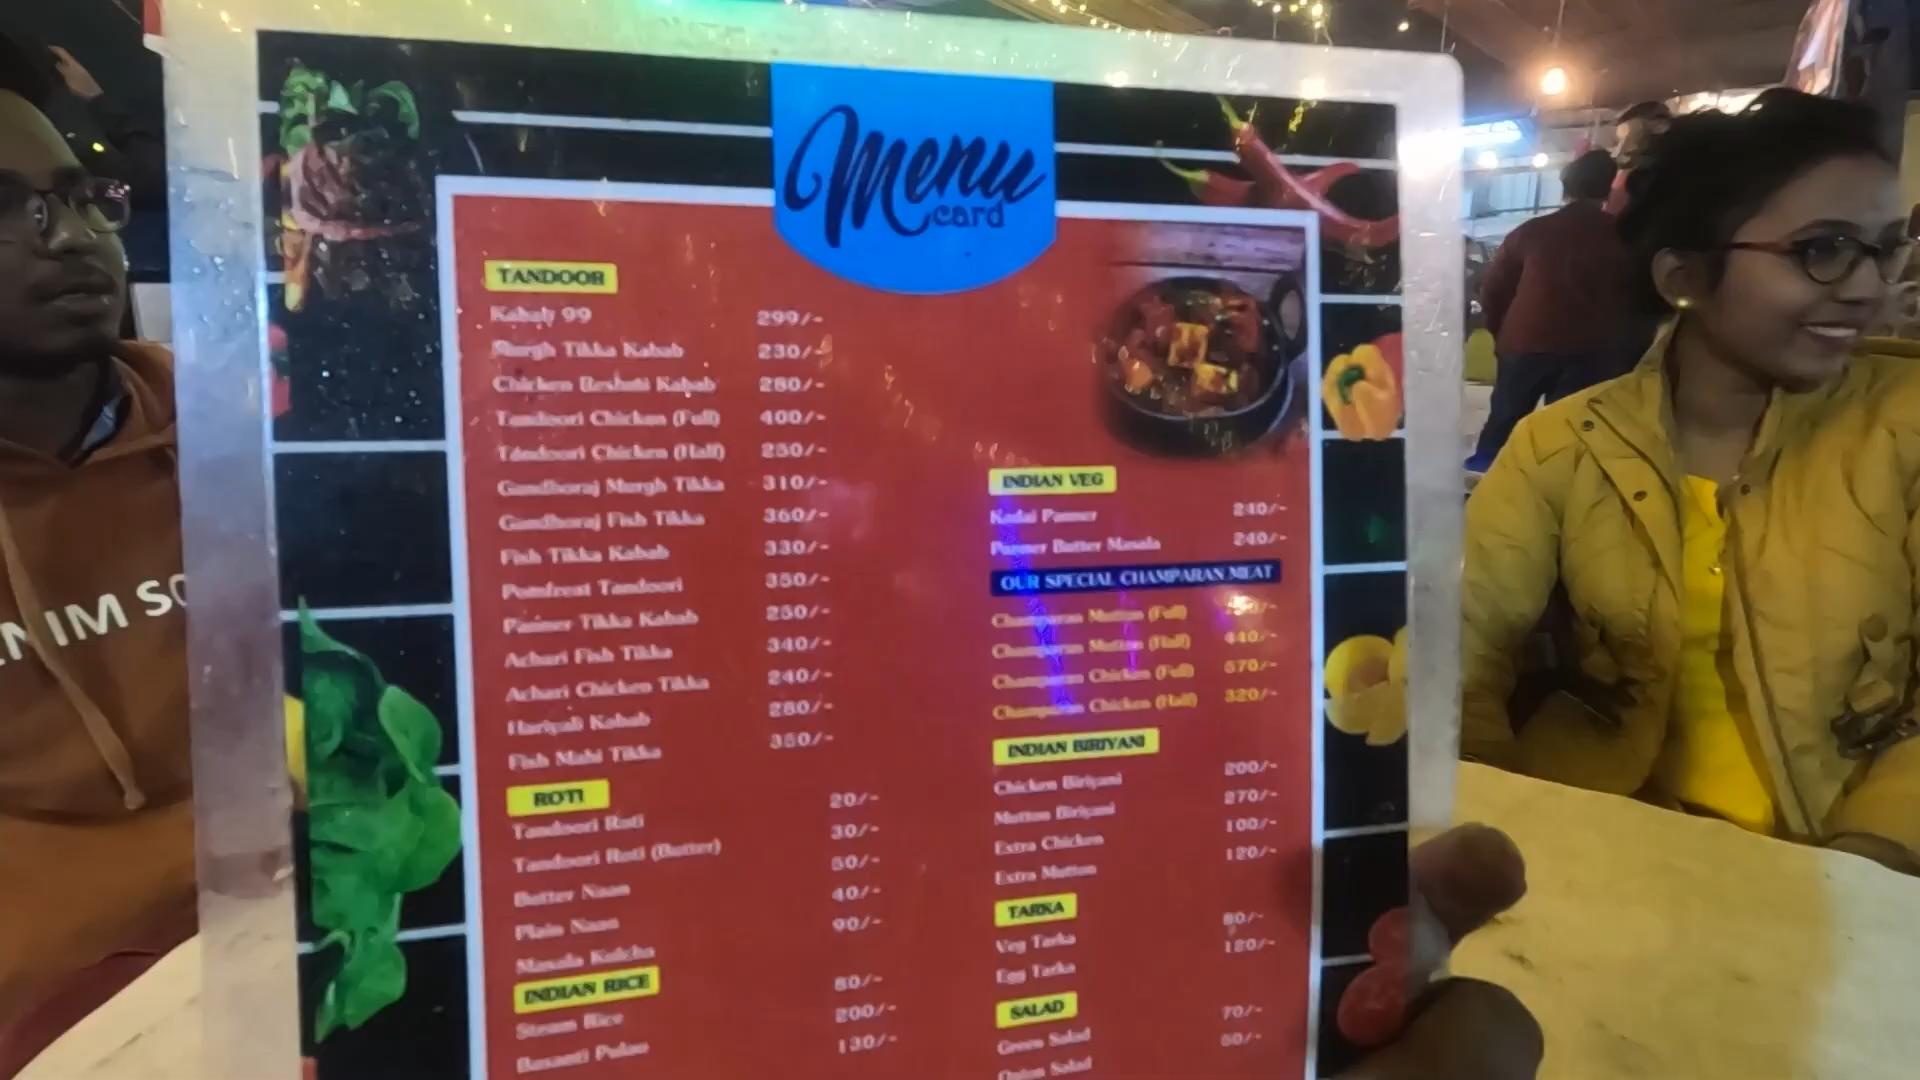 Menu
card
TANDOOR
Kabab 99 299/-
Murgh Tikka Kabab 230/-
Chicken Reshmi Kabab 280/-
Tandoori Chicken (Full) 400/-
Tandoori Chicken (Half) 250/-
Gandhoraj Murgh Tikka 310/-
Gandhoraj Fish Tikka 360/-
Fish Tikka Kabab 330/-
Pomfreat Tandoori 350/-
Panner Tikka Kabab 250/-
Achari Fish Tikka 340/-
Achari Chicken Tikka 240/-
Hariyali Kabab 280/-
Fish Mahi Tikka 350/-
ROTI
Tandoori Roti 20/-
Tandoori Roti (Butter) 30/-
Butter Naan 50/-
Plain Naan 40/-
Masala Kulcha 90/-
INDIAN RICE
Steam Rice 80/-
Basanti Pulao 200/-
130/-
INDIAN VEG
Kadai Panner 240/-
Panner Butter Masala 240/-
OUR SPECIAL CHAMPARAN MEAT
Champaran Mutton (Full)
Champaran Mutton (Half) 440/-
Champaran Chicken (Full) 570/-
Champaran Chicken (Half) 320/-
INDIAN BIRIYANI
Chicken Biriyani 200/-
Mutton Biriyani 270/-
Extra Chicken 100/-
Extra Mutton 120/-
TARKA
Veg Tarka 80/-
Egg Tarka 120/-
SALAD
Green Salad 70/-
Onion Salad 50/-
NIM SO